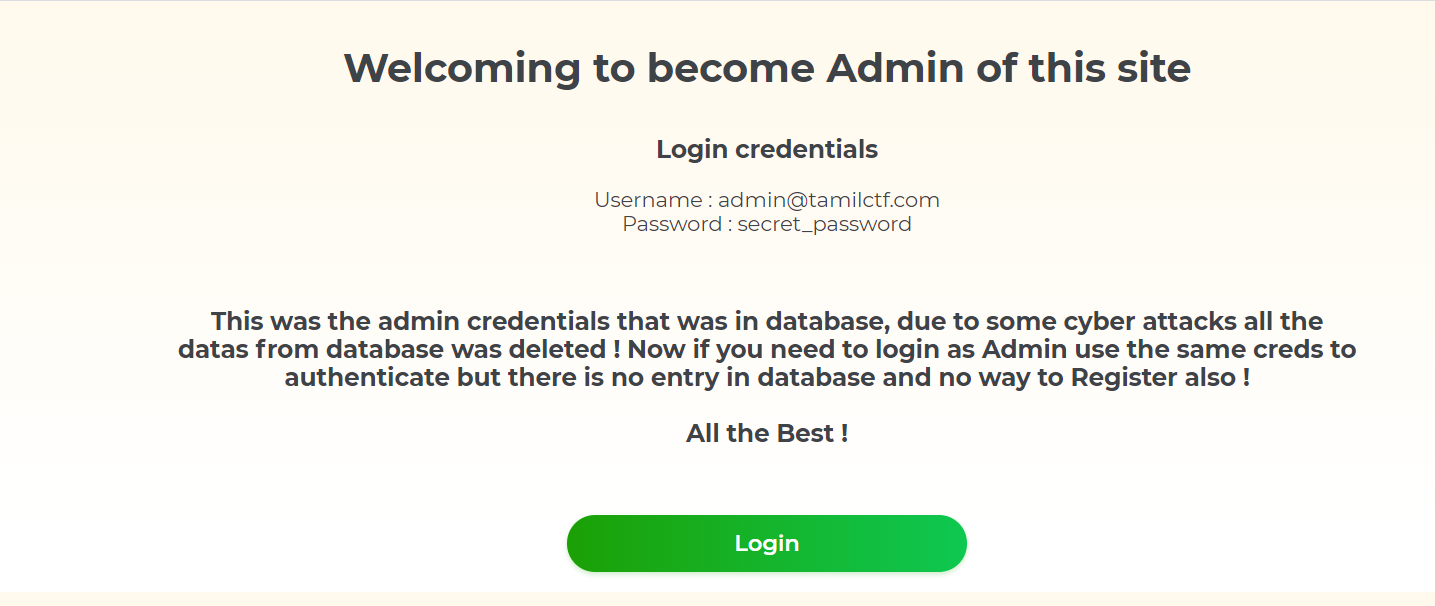 Welcoming to become Admin of this site
Login credentials
Username : admin@tamilctf.com
Password : secret_password
This was the admin credentials that was in database, due to some cyber attacks all the
datas from database was deleted ! Now if you need to login as Admin use the same creds to
authenticate but there is no entry in database and no way to Register also !
All the Best !
Login